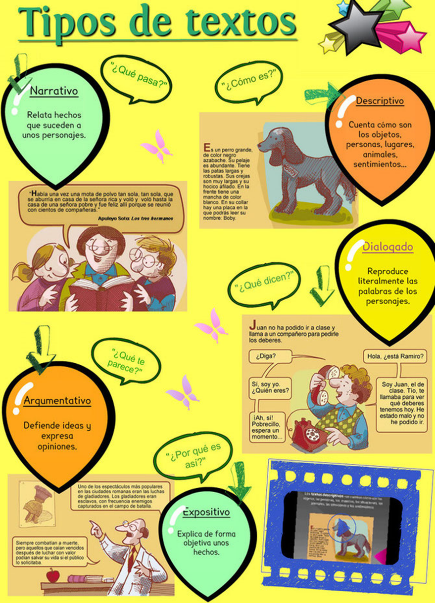 Tipos de textos
"¿Qué pasa?"
"¿Cómo es?"
Narrativo
Relata hechos
que suceden a
unos personajes.
Descriptivo
Cuenta cómo son
los objetos,
personas, lugares,
animales,
sentimientos...
Es un perro grande,
de color negro
azabache. Su pelaje
es abundante. Tiene
las patas largas y
robustas. Sus orejas
son muy largas y su
hocico afilado. En la
frente tiene una
mancha de color
blanco. En su collar
hay una placa en la
que podrás leer su
nombre: Boby.
"Había una vez una mota de polvo tan sola, tan sola, que
se aburría en casa de la señora rica y voló y voló hasta la
casa de una señora pobre y fue feliz allí porque se reunió
con cientos de compañeras."
Apuleyo Soto: Los tres hermanos
Dialogado
Reproduce
literalmente las
palabras de los
personajes.
"¿Qué dicen?"
Juan no ha podido ir a clase y
llama a un compañero para pedirle
los deberes.
¿Diga?
Hola, ¿está Ramiro?
Sí, soy yo.
¿Quién eres?
Soy Juan, el de
clase. Tío, te
llamaba para ver
qué deberes
tenemos hoy. He
estado malo y no
he podido ir.
¡Ah, sí!
Pobrecillo,
espera un
momento...
"¿Qué te
parece?"
Argumentativo
Defiende ideas y
expresa
opiniones.
"¿Por qué es
así?"
Expositivo
Explica de forma
objetiva unos
hechos.
Uno de los espectáculos más populares
en las ciudades romanas eran las luchas
de gladiadores. Los gladiadores eran
esclavos, con frecuencia enemigos
capturados en el campo de batalla.
Siempre combatían a muerte,
pero aquellos que caían vencidos
después de luchar con valor
podían salvar su vida si el público
lo solicitaba.
Los textos descriptivos